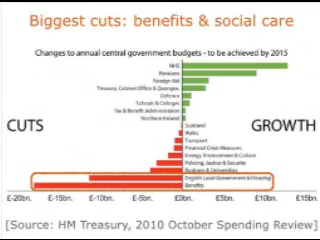 Biggest cuts: benefits & social care
Changes to annual central government budgets - to be achieved by 2015
NHS
Pensions
Foreign Aid
Treasury, Cabinet Office & Quangos
Defence
Schools & Colleges
Tax & Benefit Administration
Northern Ireland
Scotland
Wales
Transport
Financial Crisis Measures
Energy, Environment & Culture
Policing, Justice & Security
Business & Universities
English Local Government & Housing
Benefits
CUTS
GROWTH
£-20bn. £-15bn. £-10bn. £-5bn. £0bn. £5bn. £10bn. £15bn.
[Source: HM Treasury, 2010 October Spending Review]